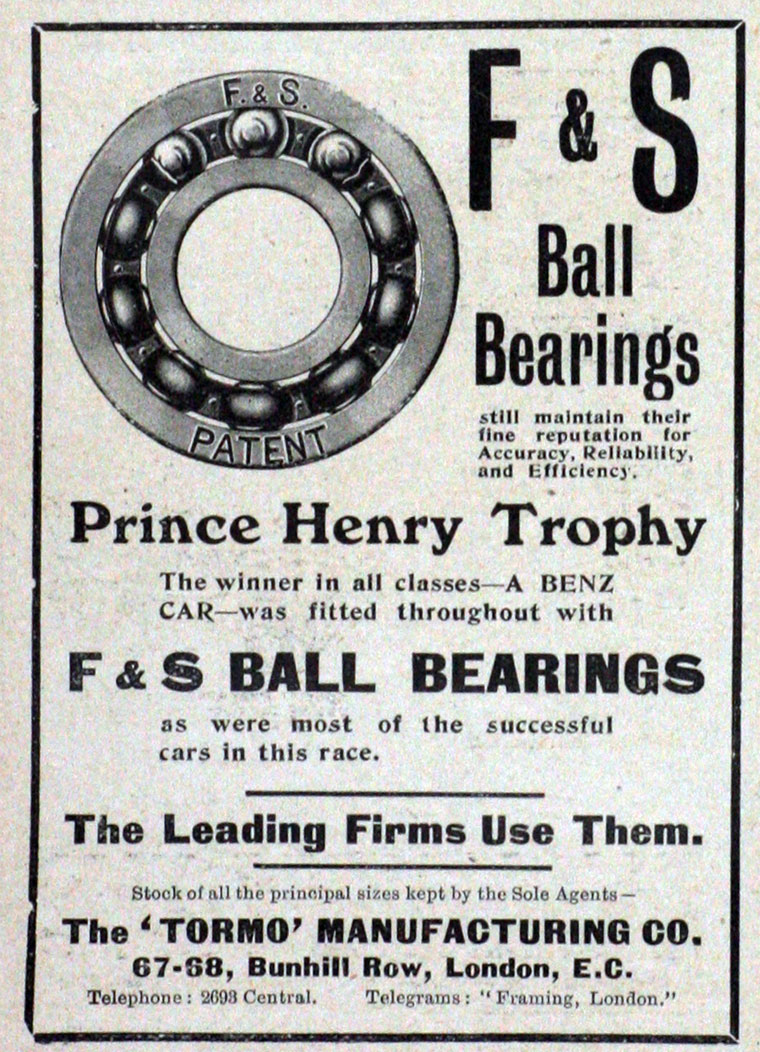 F. & S.
PATENT
F & S
Ball
Bearings
still maintain their
fine reputation for
Accuracy, Reliability,
and Efficiency.
Prince Henry Trophy
The winner in all classes—A BENZ
CAR—was fitted throughout with
F & S BALL BEARINGS
as were most of the successful
cars in this race.
The Leading Firms Use Them.
Stock of all the principal sizes kept by the Sole Agents—
The 'TORMO' MANUFACTURING CO.
67-68, Bunhill Row, London, E.C.
Telephone: 2693 Central. Telegrams: "Framing, London."